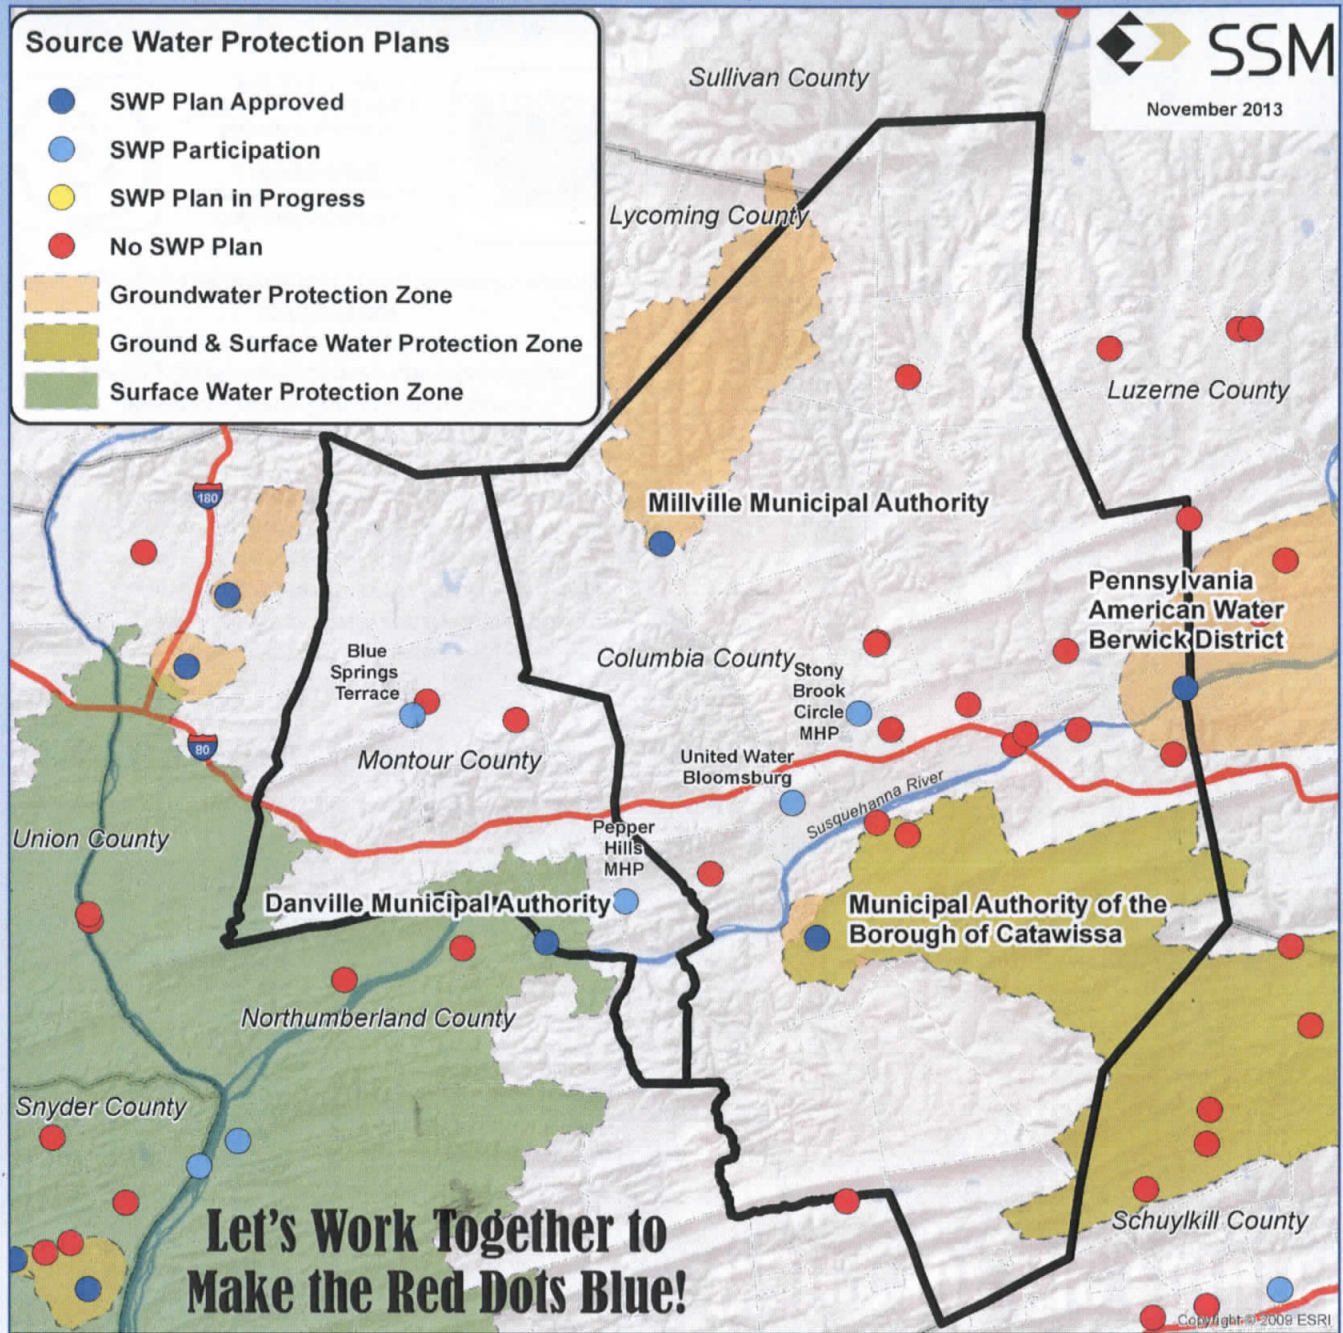 Source Water Protection Plans
SWP Plan Approved
SWP Participation
SWP Plan in Progress
No SWP Plan
Groundwater Protection Zone
Ground & Surface Water Protection Zone
Surface Water Protection Zone
SSM
November 2013
Sullivan County
Lycoming County
Luzerne County
180
Millville Municipal Authority
Pennsylvania
American Water
Berwick District
Blue
Springs
Terrace
Columbia County
Stony
Brook
Circle
MHP
80
Montour County
United Water
Bloomsburg
Susquehanna River
Union County
Pepper
Hills
MHP
Danville Municipal Authority
Municipal Authority of the
Borough of Catawissa
Northumberland County
Snyder County
Schuylkill County
Let's Work Together to
Make the Red Dots Blue!
Copyright:© 2009 ESRI